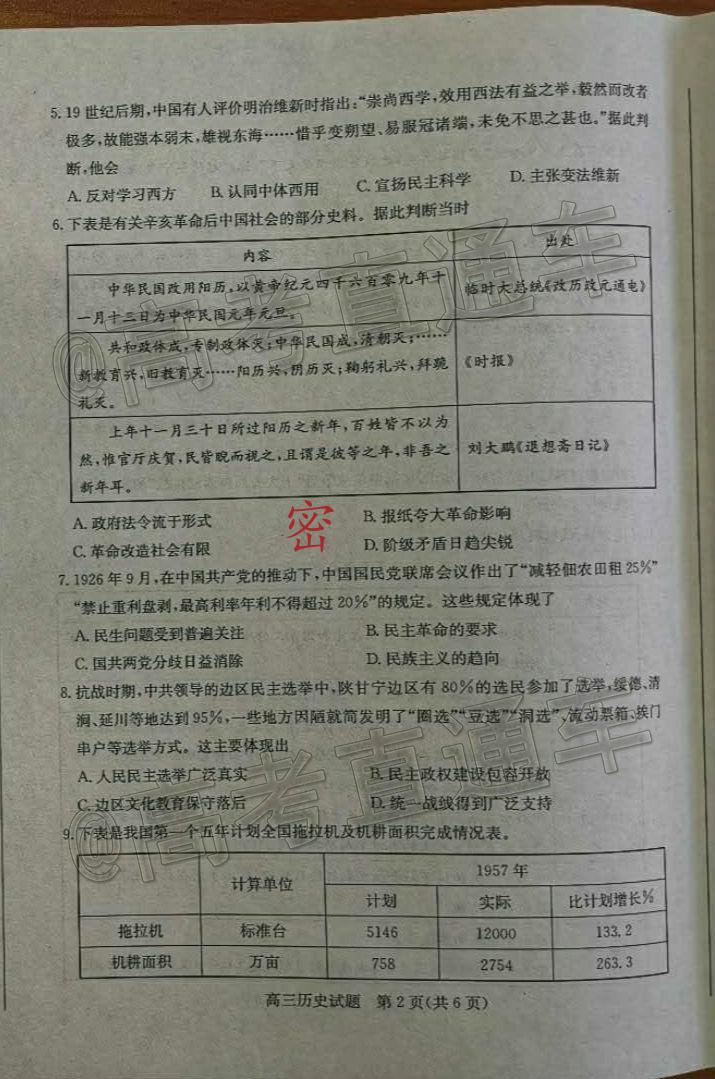 5. 19世纪后期,中国有人评价明治维新时指出:“崇尚西学,效用西法有益之举,毅然而改者
极多,故能强本弱末,雄视东海……惜乎变朔望、易服冠诸端,未免不思之甚也。”据此判
断,他会
A. 反对学习西方 B. 认同中体西用 C. 宣扬民主科学 D. 主张变法维新
6. 下表是有关辛亥革命后中国社会的部分史料。据此判断当时
内容 出处
中华民国改用阳历,以黄帝纪元四千六百零九年十
一月十三日为中华民国元年元旦。
临时大总统《改历改元通电》
共和政体成,专制政体灭;中华民国成,清朝灭;……
新教育兴,旧教育灭……阳历兴,阴历灭;鞠躬礼兴,拜跪
礼灭。
《时报》
上年十一月三十日所过阳历之新年,百姓皆不以为
然,惟官厅庆贺,民皆睨而视之,且谓是彼等之年,非吾之
新年耳。
刘大鹏《退想斋日记》
A. 政府法令流于形式 B. 报纸夸大革命影响
C. 革命改造社会有限 D. 阶级矛盾日趋尖锐
密
7. 1926年9月,在中国共产党的推动下,中国国民党联席会议作出了“减轻佃农田租25%”
“禁止重利盘剥,最高利率年利不得超过20%”的规定。这些规定体现了
A. 民生问题受到普遍关注 B. 民主革命的要求
C. 国共两党分歧日益消除 D. 民族主义的趋向
8. 抗战时期,中共领导的边区民主选举中,陕甘宁边区有80%的选民参加了选举,绥德、清
涧、延川等地达到95%,一些地方因陋就简发明了“圈选”“豆选”“洞选”、流动票箱、挨门
串户等选举方式。这主要体现出
A. 人民民主选举广泛真实 B. 民主政权建设包容开放
C. 边区文化教育保守落后 D. 统一战线得到广泛支持
9. 下表是我国第一个五年计划全国拖拉机及机耕面积完成情况表。
计算单位 1957年
计划 实际 比计划增长%
拖拉机 标准台 5146 12000 133.2
机耕面积 万亩 758 2754 263.3
高三历史试题 第2页(共6页)
@高考直通车
@高考直通车